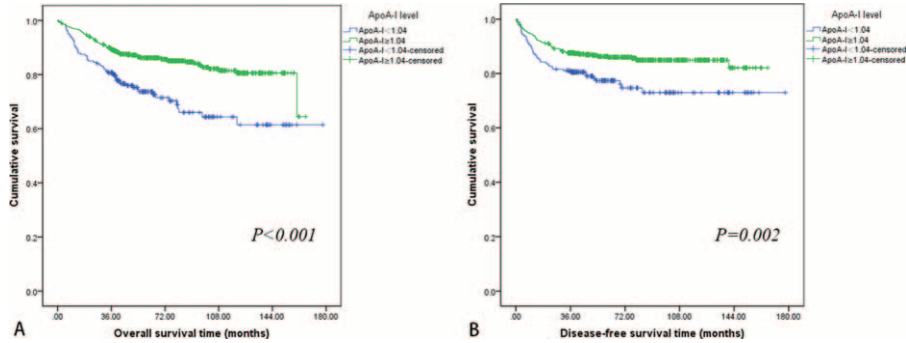 ApoA-I level
ApoA-I<1.04
ApoA-I≥1.04
ApoA-I<1.04-censored
ApoA-I≥1.04-censored
1.0
0.8
0.6
0.4
0.2
0.0
Cumulative survival
P<0.001
.00 36.00 72.00 108.00 144.00 180.00
A Overall survival time (months)
ApoA-I level
ApoA-I<1.04
ApoA-I≥1.04
ApoA-I<1.04-censored
ApoA-I≥1.04-censored
1.0
0.8
0.6
0.4
0.2
0.0
Cumulative survival
P=0.002
.00 36.00 72.00 108.00 144.00 180.00
B Disease-free survival time (months)